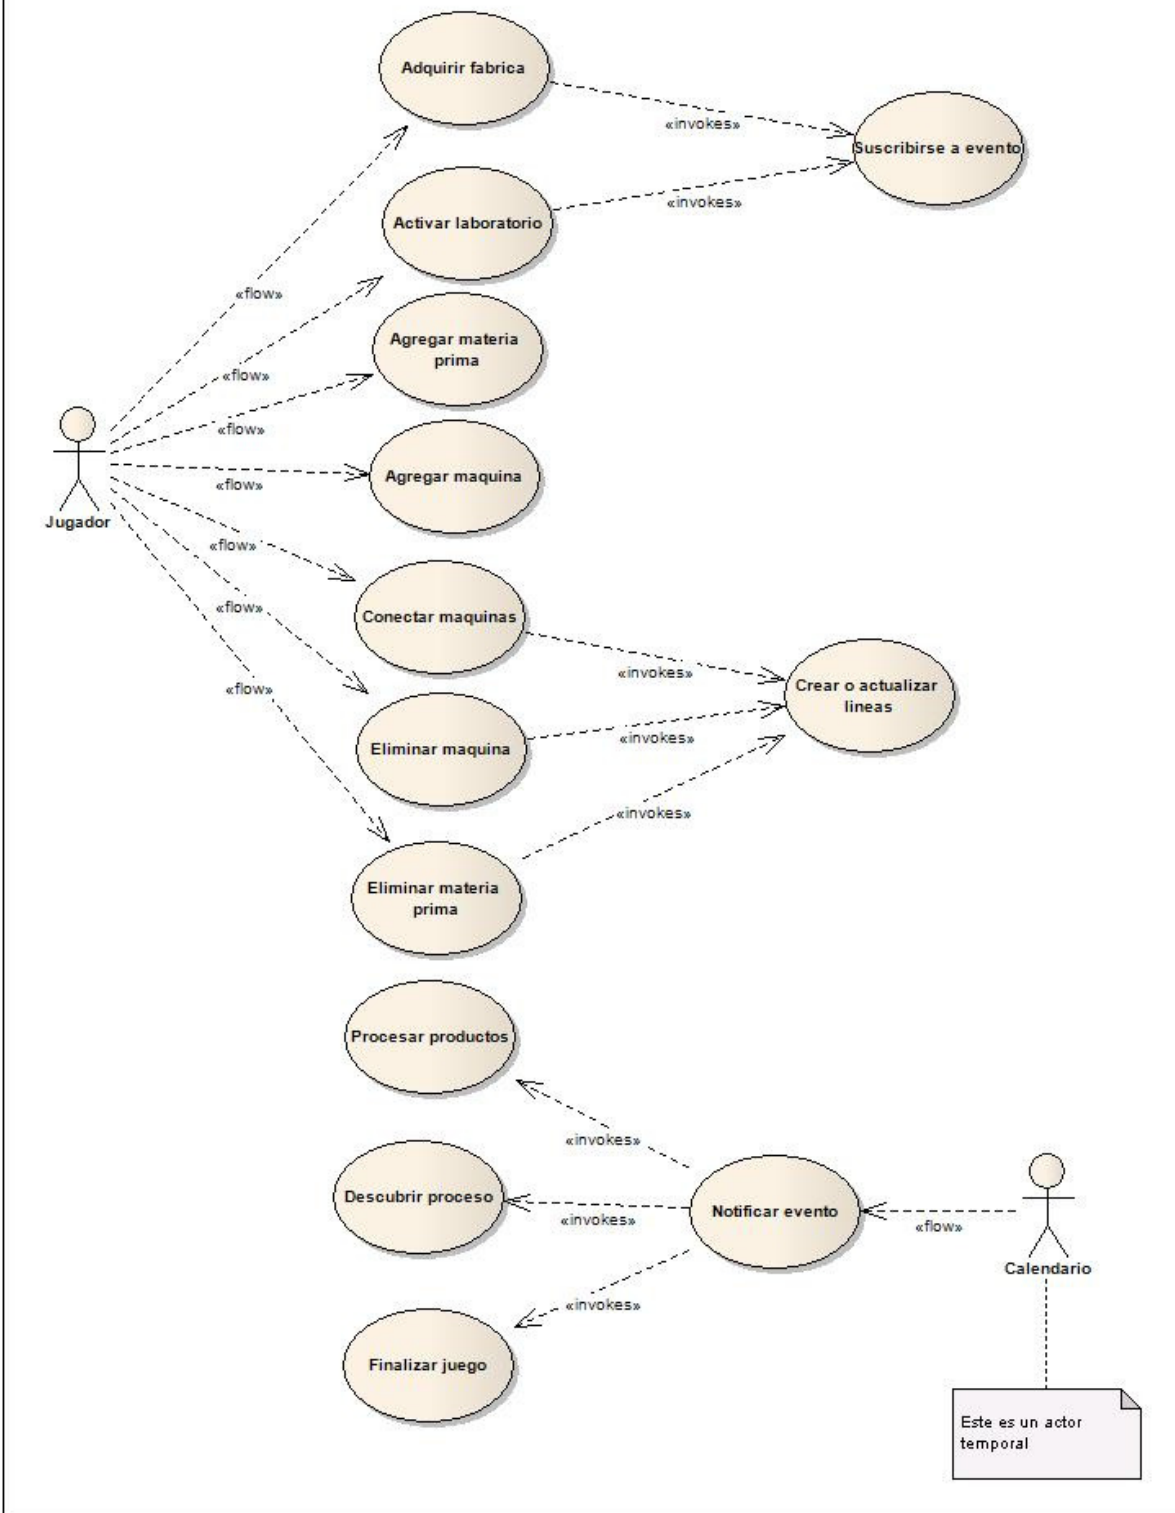 Adquirir fabrica
«invokes»
Suscribirse a evento
Activar laboratorio
«invokes»
«flow»
Agregar materia
prima
«flow»
«flow»
Agregar maquina
«flow»
Jugador
«flow»
Conectar maquinas
«flow»
«invokes»
Crear o actualizar
lineas
«flow»
Eliminar maquina
«invokes»
«invokes»
Eliminar materia
prima
Procesar productos
«invokes»
Descubrir proceso
«invokes»
Notificar evento
«flow»
Calendario
«invokes»
Finalizar juego
Este es un actor
temporal